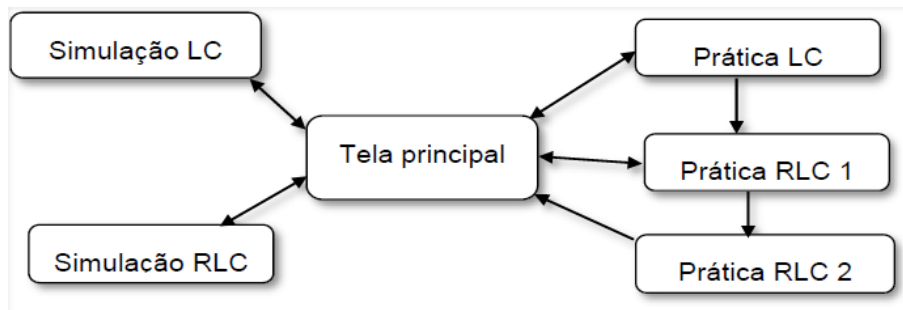 Simulação LC
Prática LC
Tela principal
Prática RLC 1
Simulação RLC
Prática RLC 2